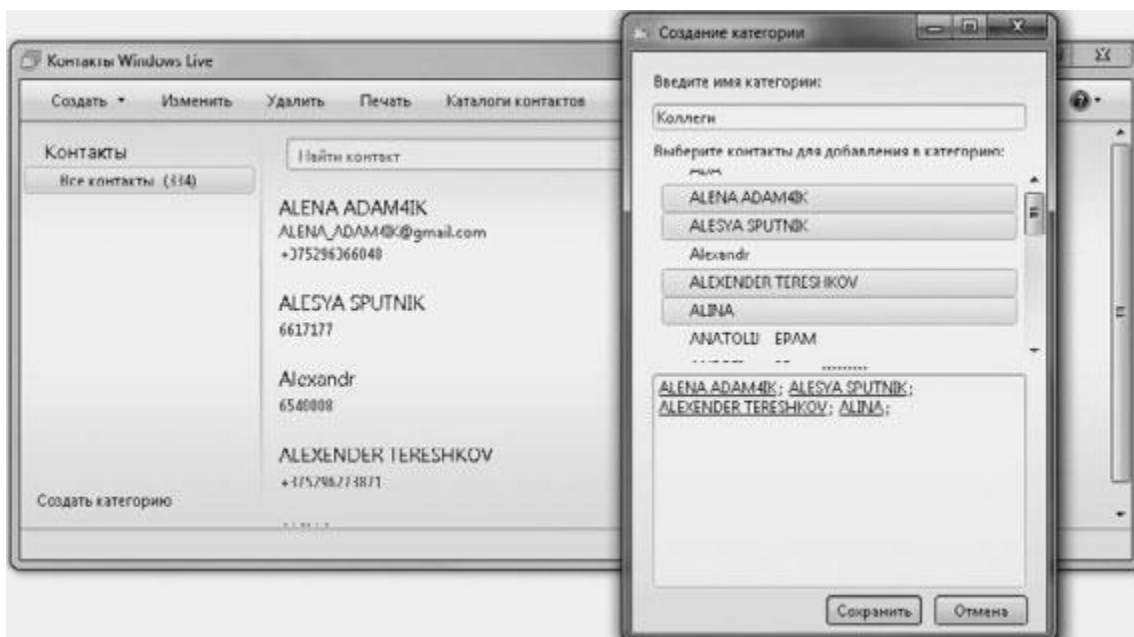 Контакты Windows Live
Создать Изменить Удалить Печать Каталоги контактов
Контакты
Все контакты (334)
Создать категорию
Найти контакт
ALENA ADAM4IK
ALENA_ADAM4IK@gmail.com
+375296366048
ALESYA SPUTNIK
6617177
Alexandr
6540008
ALEXENDER TERESHKOV
+375296273871
Создание категории
Введите имя категории:
Коллеги
Выберите контакты для добавления в категорию:
ADA
ALENA ADAM4IK
ALESYA SPUTNIK
Alexandr
ALEXENDER TERESHKOV
ALINA
ANATOLIJ EPAM
ALENA ADAM4IK; ALESYA SPUTNIK;
ALEXENDER TERESHKOV; ALINA;
Сохранить Отмена